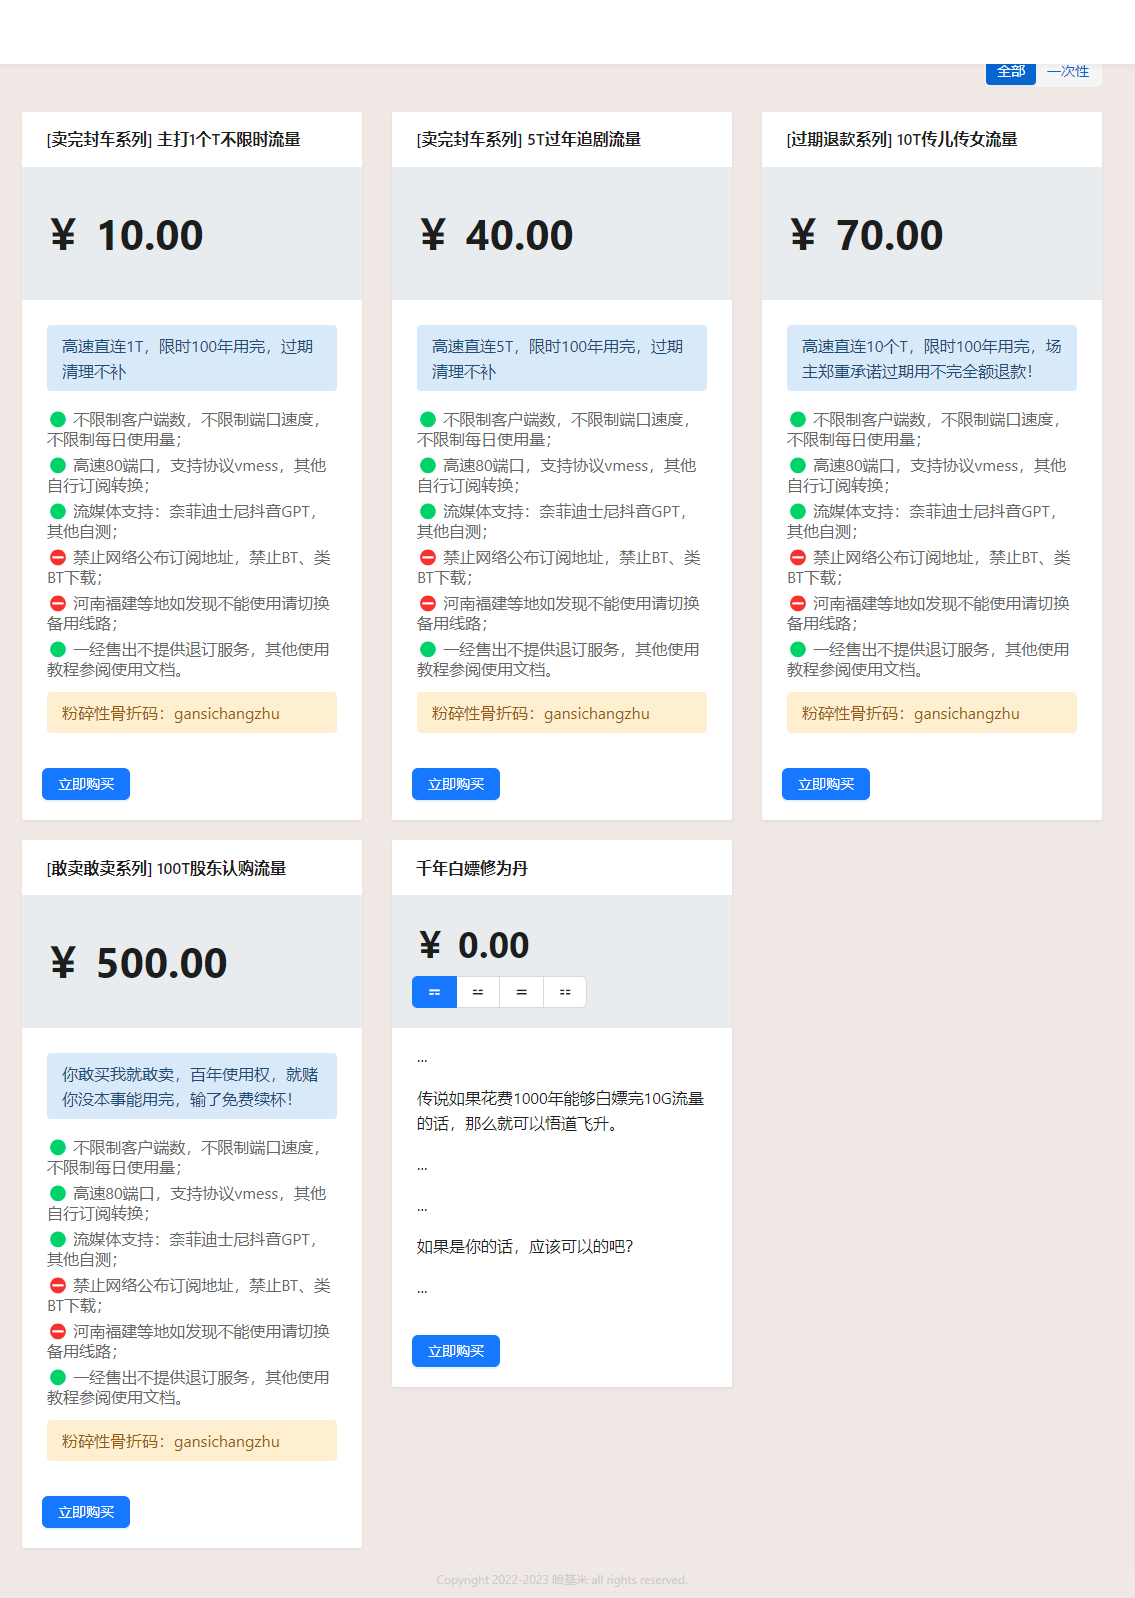 全部 一次性
[卖完封车系列] 主打1个T不限时流量
¥ 10.00
高速直连1T，限时100年用完，过期
清理不补
不限制客户端数，不限制端口速度，
不限制每日使用量；
高速80端口，支持协议vmess，其他
自行订阅转换；
流媒体支持：奈菲迪士尼抖音GPT，
其他自测；
禁止网络公布订阅地址，禁止BT、类
BT下载；
河南福建等地如发现不能使用请切换
备用线路；
一经售出不提供退订服务，其他使用
教程参阅使用文档。
粉碎性骨折码：gansichangzhu
立即购买
[卖完封车系列] 5T过年追剧流量
¥ 40.00
高速直连5T，限时100年用完，过期
清理不补
不限制客户端数，不限制端口速度，
不限制每日使用量；
高速80端口，支持协议vmess，其他
自行订阅转换；
流媒体支持：奈菲迪士尼抖音GPT，
其他自测；
禁止网络公布订阅地址，禁止BT、类
BT下载；
河南福建等地如发现不能使用请切换
备用线路；
一经售出不提供退订服务，其他使用
教程参阅使用文档。
粉碎性骨折码：gansichangzhu
立即购买
[过期退款系列] 10T传儿传女流量
¥ 70.00
高速直连10个T，限时100年用完，场
主郑重承诺过期用不完全额退款！
不限制客户端数，不限制端口速度，
不限制每日使用量；
高速80端口，支持协议vmess，其他
自行订阅转换；
流媒体支持：奈菲迪士尼抖音GPT，
其他自测；
禁止网络公布订阅地址，禁止BT、类
BT下载；
河南福建等地如发现不能使用请切换
备用线路；
一经售出不提供退订服务，其他使用
教程参阅使用文档。
粉碎性骨折码：gansichangzhu
立即购买
[敢卖敢卖系列] 100T股东认购流量
¥ 500.00
你敢买我就敢卖，百年使用权，就赌
你没本事能用完，输了免费续杯！
不限制客户端数，不限制端口速度，
不限制每日使用量；
高速80端口，支持协议vmess，其他
自行订阅转换；
流媒体支持：奈菲迪士尼抖音GPT，
其他自测；
禁止网络公布订阅地址，禁止BT、类
BT下载；
河南福建等地如发现不能使用请切换
备用线路；
一经售出不提供退订服务，其他使用
教程参阅使用文档。
粉碎性骨折码：gansichangzhu
立即购买
千年白嫖修为丹
¥ 0.00
⚎ ⚍ ⚌ ⚏
...
传说如果花费1000年能够白嫖完10G流量
的话，那么就可以悟道飞升。
...
...
如果是你的话，应该可以的吧？
...
立即购买
Copyright 2022-2023 哈基米 all rights reserved.